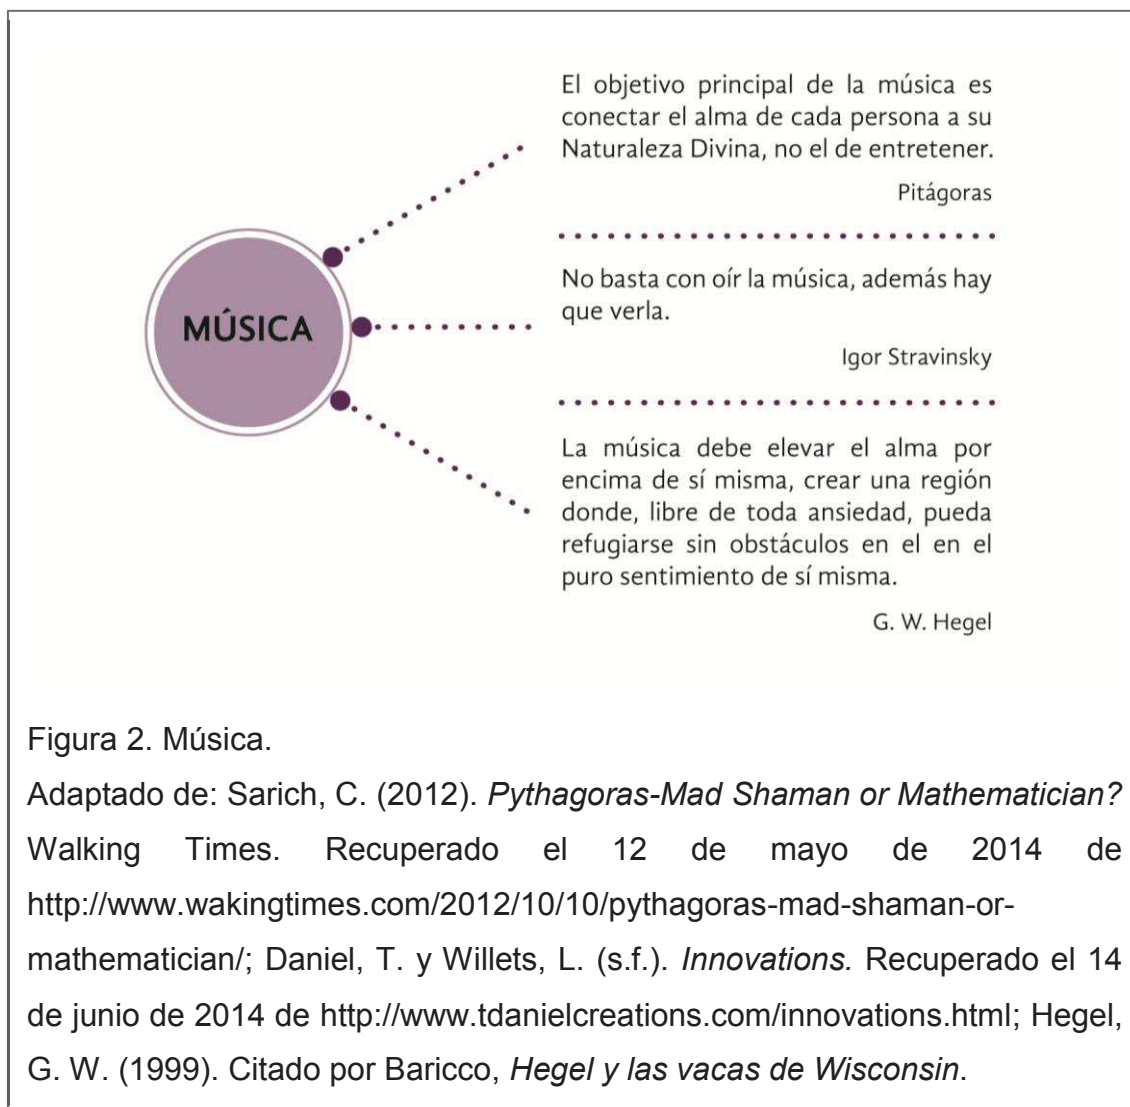 El objetivo principal de la música es
conectar el alma de cada persona a su
Naturaleza Divina, no el de entretener.
Pitágoras
MÚSICA
No basta con oír la música, además hay
que verla.
Igor Stravinsky
La música debe elevar el alma por
encima de sí misma, crear una región
donde, libre de toda ansiedad, pueda
refugiarse sin obstáculos en el en el
puro sentimiento de sí misma.
G. W. Hegel
Figura 2. Música.
Adaptado de: Sarich, C. (2012). Pythagoras-Mad Shaman or Mathematician?
Walking Times. Recuperado el 12 de mayo de 2014 de
http://www.wakingtimes.com/2012/10/10/pythagoras-mad-shaman-or-
mathematician/; Daniel, T. y Willets, L. (s.f.). Innovations. Recuperado el 14
de junio de 2014 de http://www.tdanielcreations.com/innovations.html; Hegel,
G. W. (1999). Citado por Baricco, Hegel y las vacas de Wisconsin.